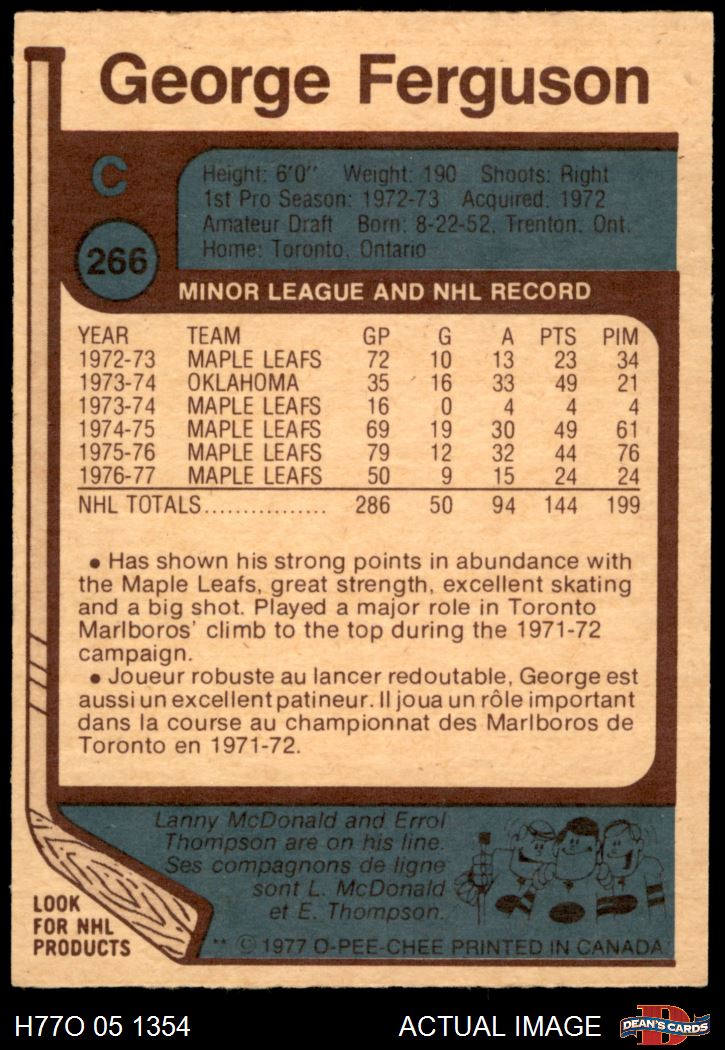 George Ferguson
C
266
Height: 6'0'' Weight: 190 Shoots: Right
1st Pro Season: 1972-73 Acquired: 1972
Amateur Draft Born: 8-22-52, Trenton, Ont.
Home: Toronto, Ontario
MINOR LEAGUE AND NHL RECORD
YEAR TEAM GP G A PTS PIM
1972-73 MAPLE LEAFS 72 10 13 23 34
1973-74 OKLAHOMA 35 16 33 49 21
1973-74 MAPLE LEAFS 16 0 4 4 4
1974-75 MAPLE LEAFS 69 19 30 49 61
1975-76 MAPLE LEAFS 79 12 32 44 76
1976-77 MAPLE LEAFS 50 9 15 24 24
NHL TOTALS................ 286 50 94 144 199
• Has shown his strong points in abundance with
the Maple Leafs, great strength, excellent skating
and a big shot. Played a major role in Toronto
Marlboros' climb to the top during the 1971-72
campaign.
• Joueur robuste au lancer redoutable, George est
aussi un excellent patineur. Il joua un rôle important
dans la course au championnat des Marlboros de
Toronto en 1971-72.
Lanny McDonald and Errol
Thompson are on his line.
Ses compagnons de ligne
sont L. McDonald
et E. Thompson.
LOOK
FOR NHL
PRODUCTS
** © 1977 O-PEE-CHEE PRINTED IN CANADA
H77O 05 1354 ACTUAL IMAGE
D
DEAN'S CARDS